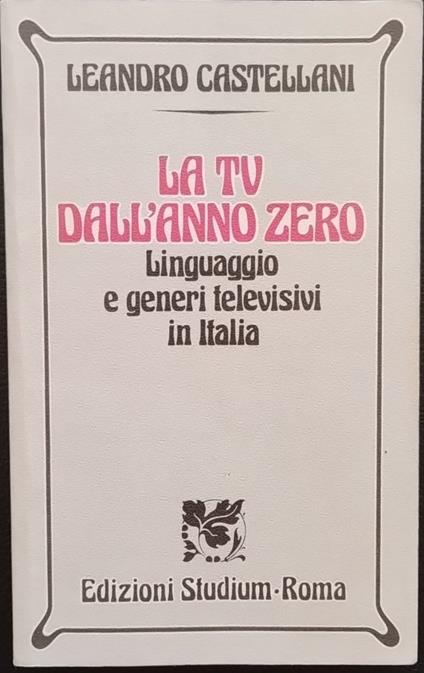 LEANDRO CASTELLANI
LA TV
DALL'ANNO ZERO
Linguaggio
e generi televisivi
in Italia
Edizioni Studium·Roma